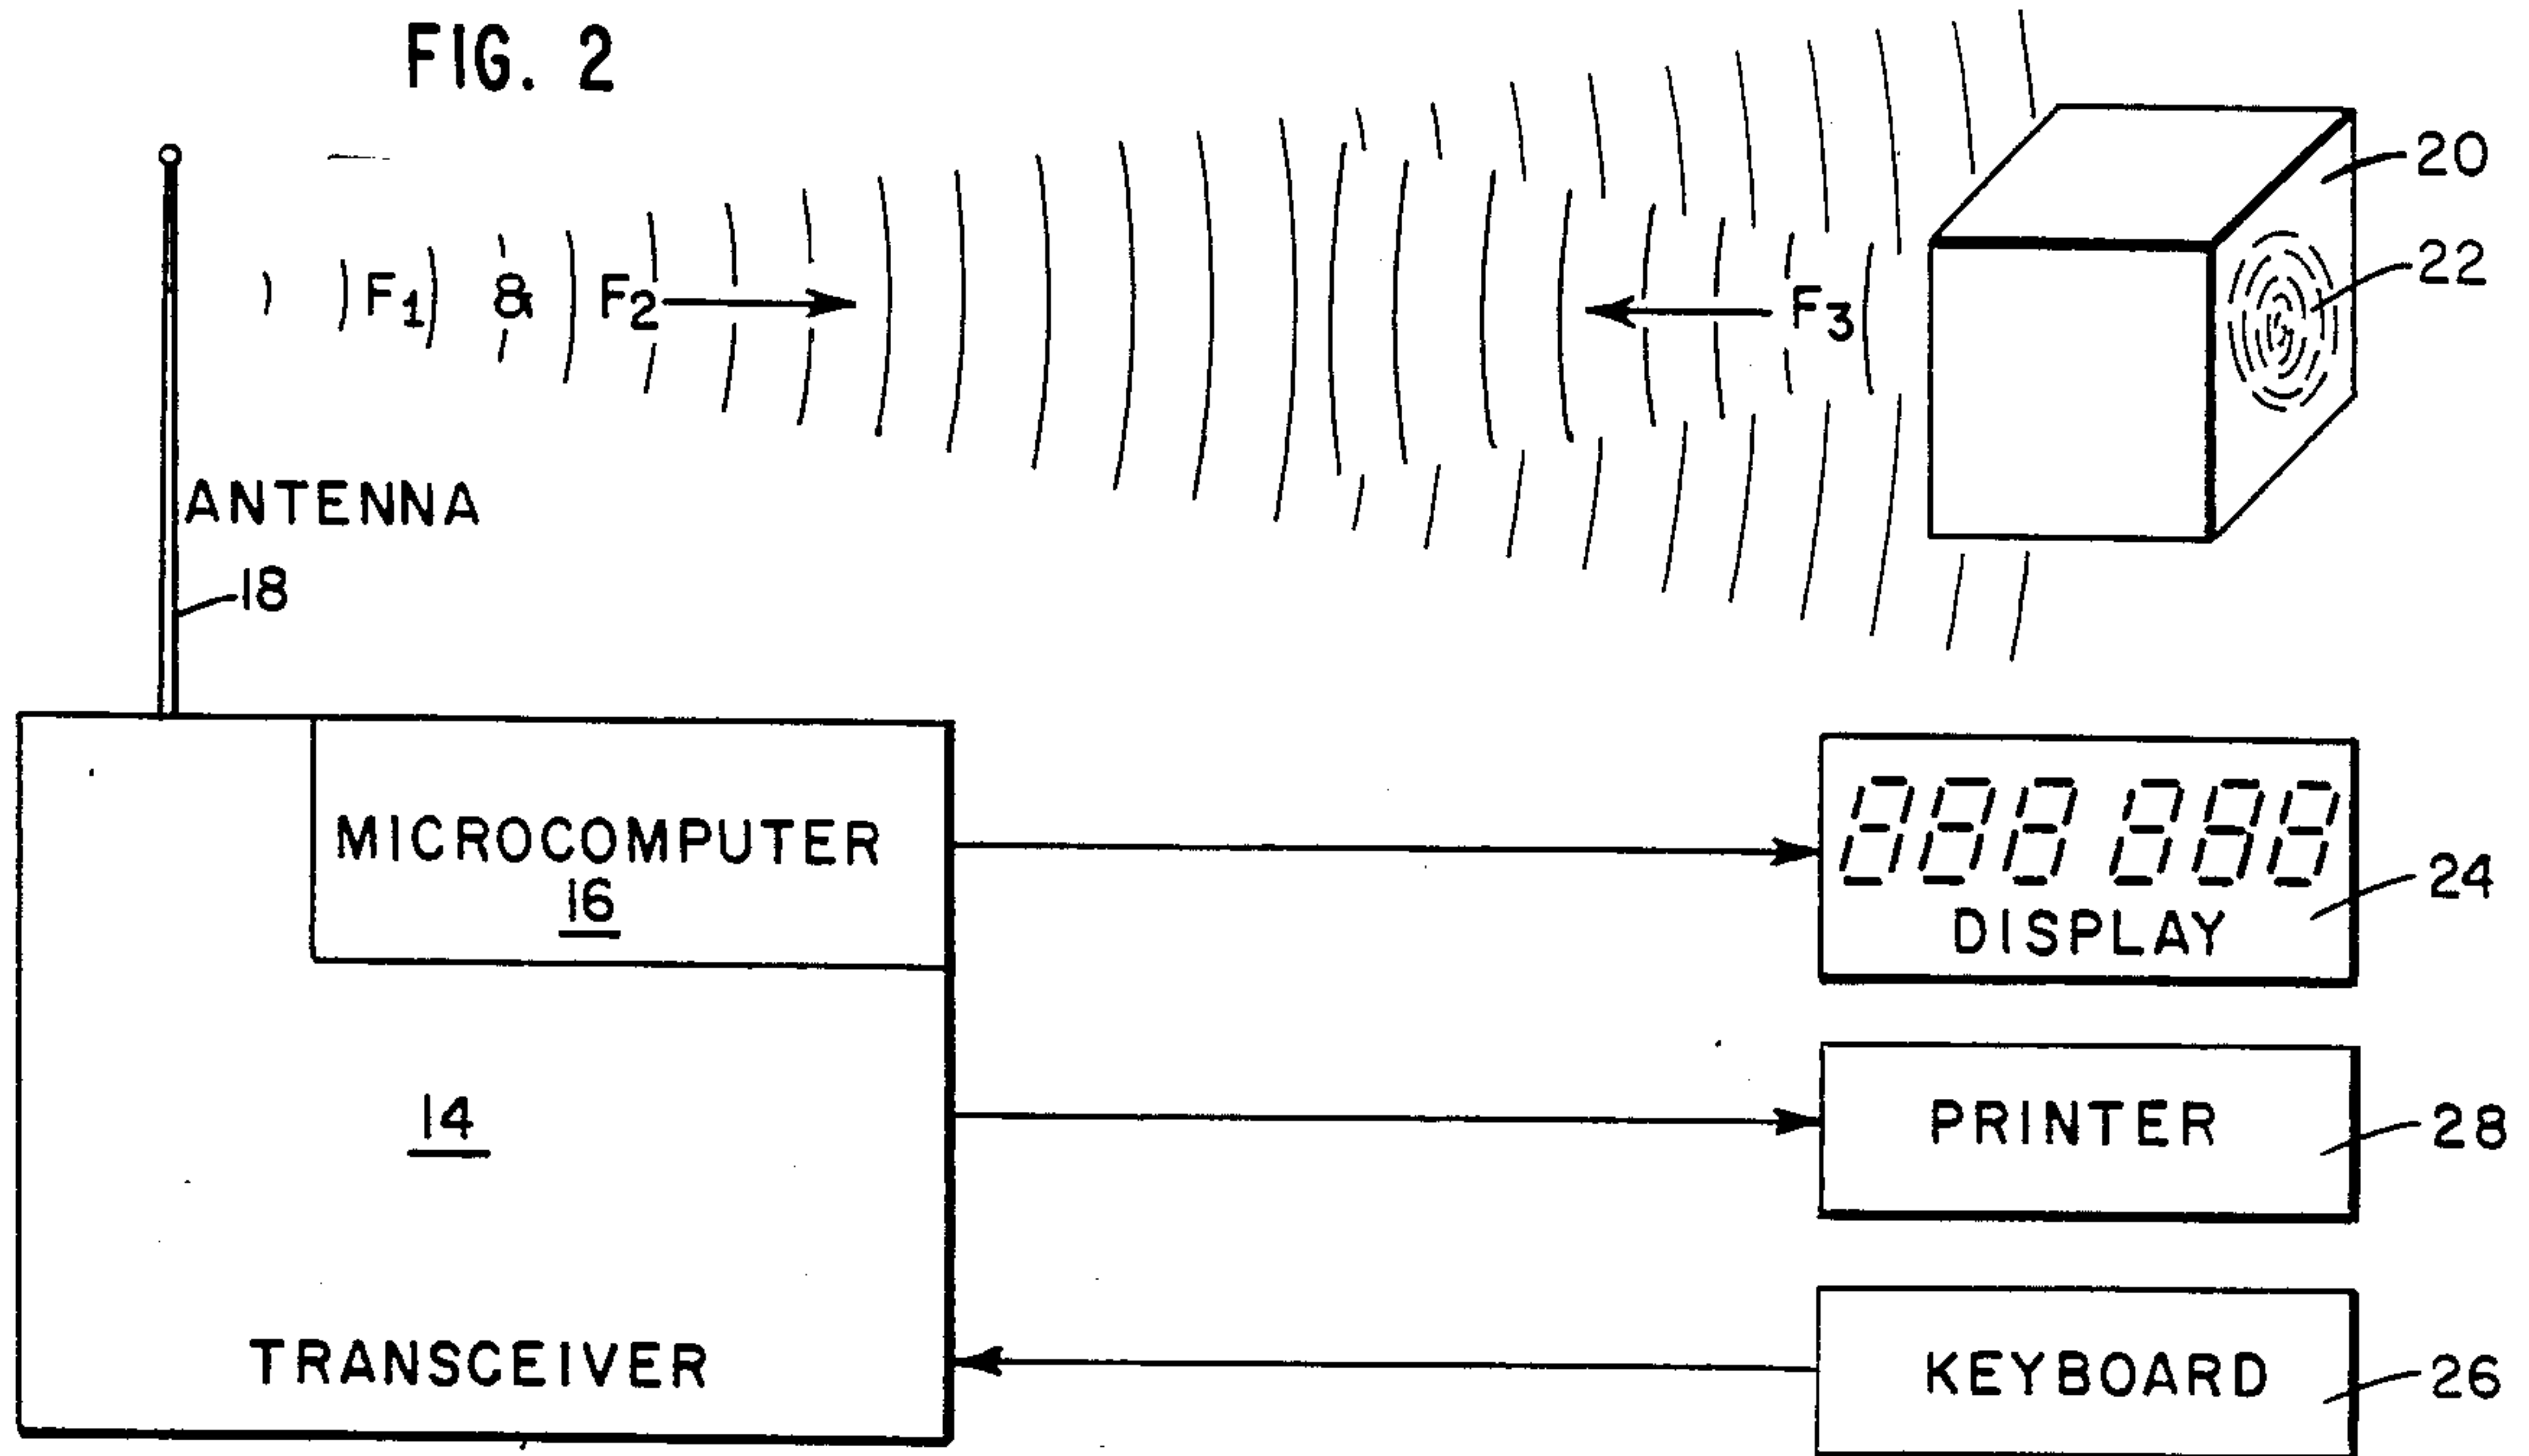 FIG. 2
20
22
F1 & F2
F3
ANTENNA
18
MICROCOMPUTER
16
DISPLAY
24
14
PRINTER
28
TRANSCEIVER
KEYBOARD
26